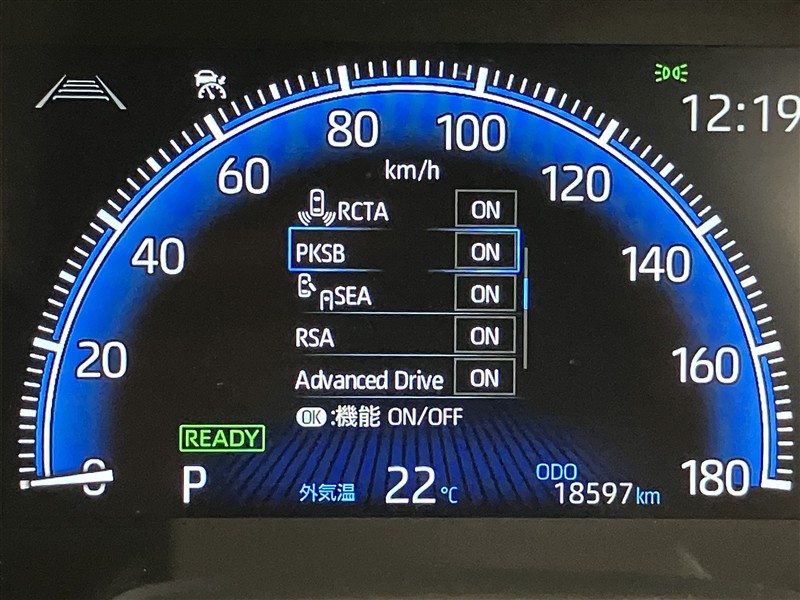 12:19
80 100
60 km/h 120
RCTA ON
40 PKSB ON 140
SEA ON
RSA ON
20 Advanced Drive ON 160
OK:機能 ON/OFF
READY
0 P 外気温 22℃ ODO 18597km 180